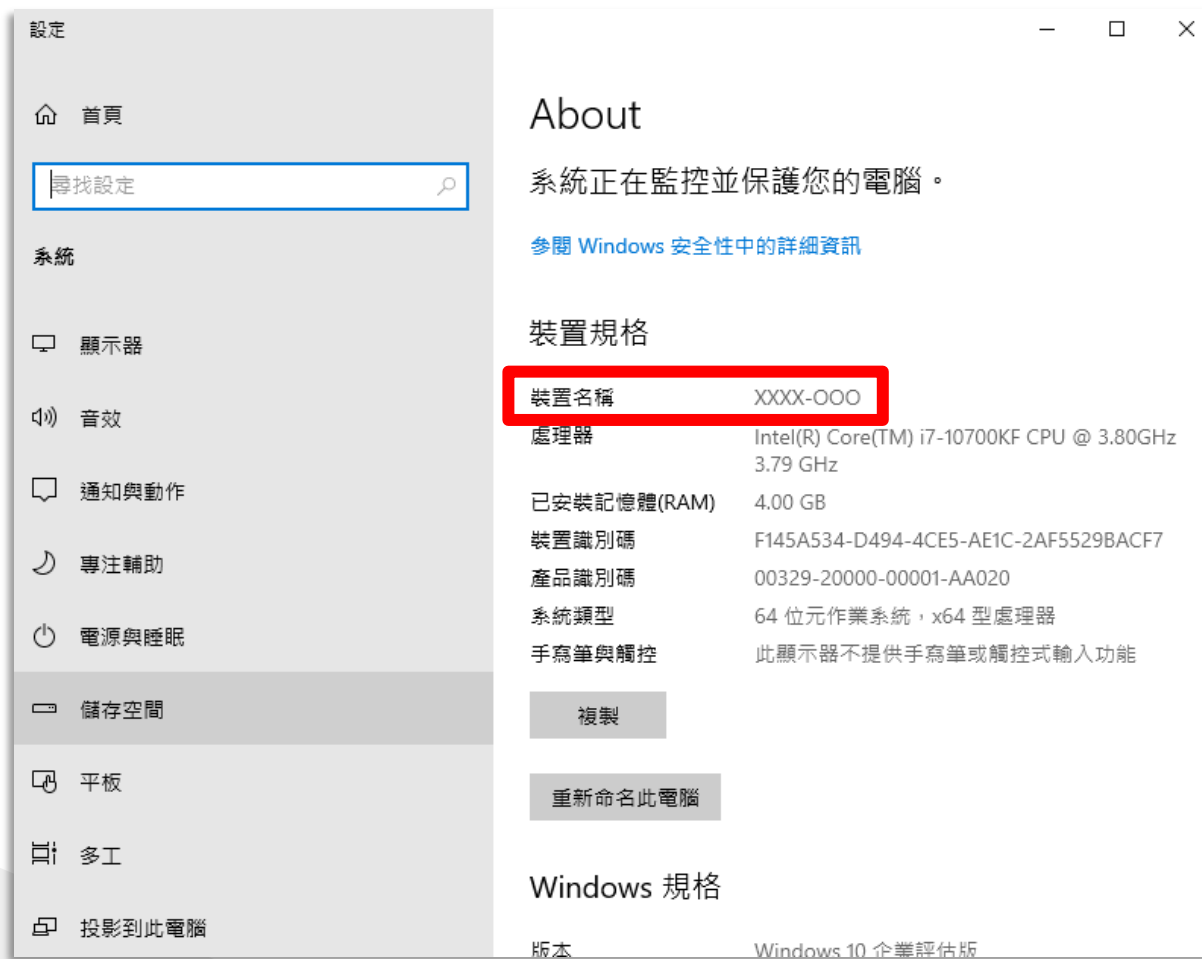 設定
首頁
尋找設定
系統
顯示器
音效
通知與動作
專注輔助
電源與睡眠
儲存空間
平板
多工
投影到此電腦
About
系統正在監控並保護您的電腦。
參閱 Windows 安全性中的詳細資訊
裝置規格
裝置名稱 XXXX-OOO
處理器 Intel(R) Core(TM) i7-10700KF CPU @ 3.80GHz
3.79 GHz
已安裝記憶體(RAM) 4.00 GB
裝置識別碼 F145A534-D494-4CE5-AE1C-2AF5529BACF7
產品識別碼 00329-20000-00001-AA020
系統類型 64 位元作業系統，x64 型處理器
手寫筆與觸控 此顯示器不提供手寫筆或觸控式輸入功能
複製
重新命名此電腦
Windows 規格
版本 Windows 10 企業評估版